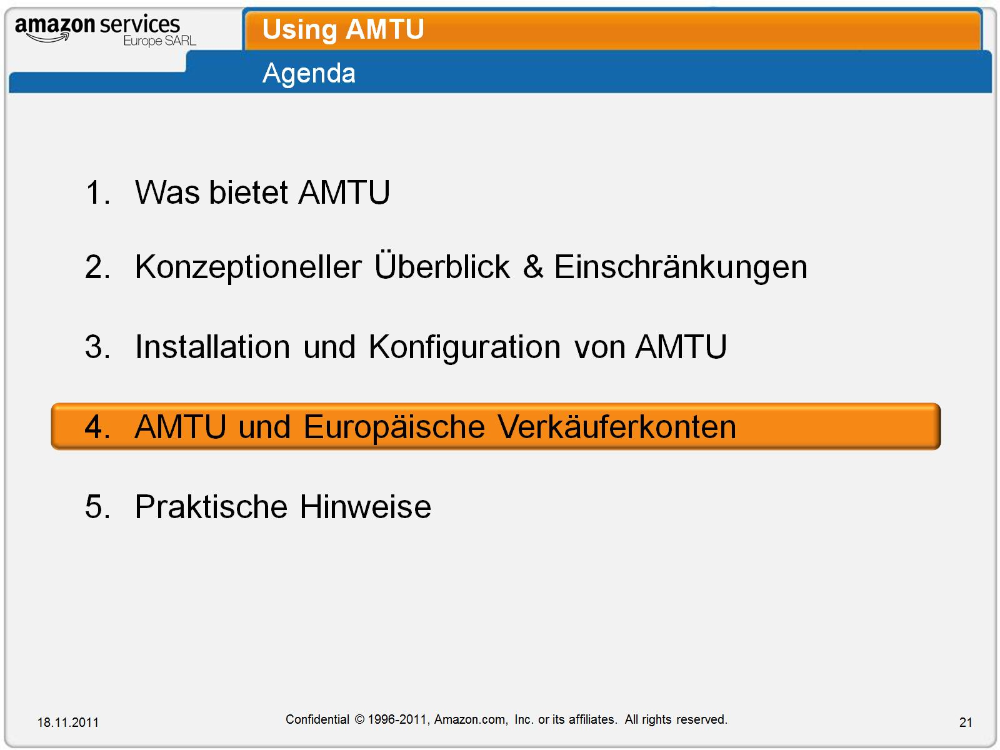 amazon services
Europe SARL
Using AMTU
Agenda
1. Was bietet AMTU
2. Konzeptioneller Überblick & Einschränkungen
3. Installation und Konfiguration von AMTU
4. AMTU und Europäische Verkäuferkonten
5. Praktische Hinweise
18.11.2011
Confidential © 1996-2011, Amazon.com, Inc. or its affiliates. All rights reserved.
21